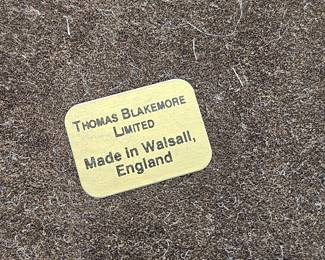 THOMAS BLAKEMORE
LIMITED
Made in Walsall,
England